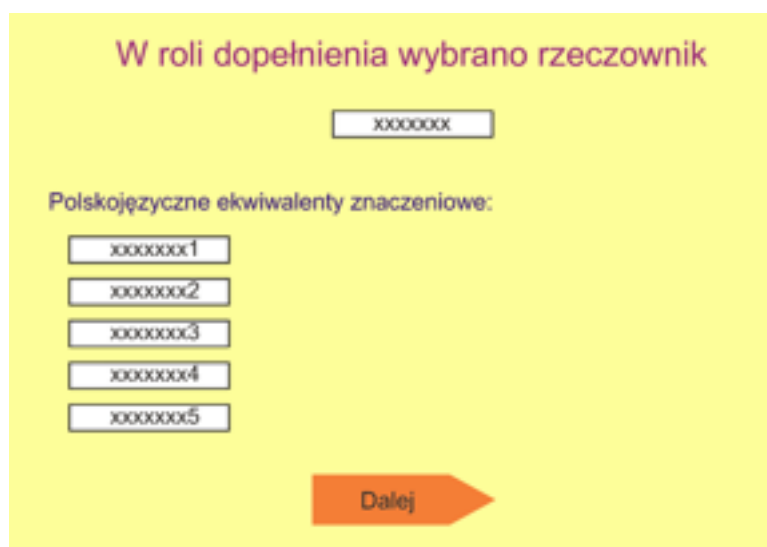 W roli dopełnienia wybrano rzeczownik
xxxxxxx
Polskojęzyczne ekwiwalenty znaczeniowe:
xxxxxxx1
xxxxxxx2
xxxxxxx3
xxxxxxx4
xxxxxxx5
Dalej